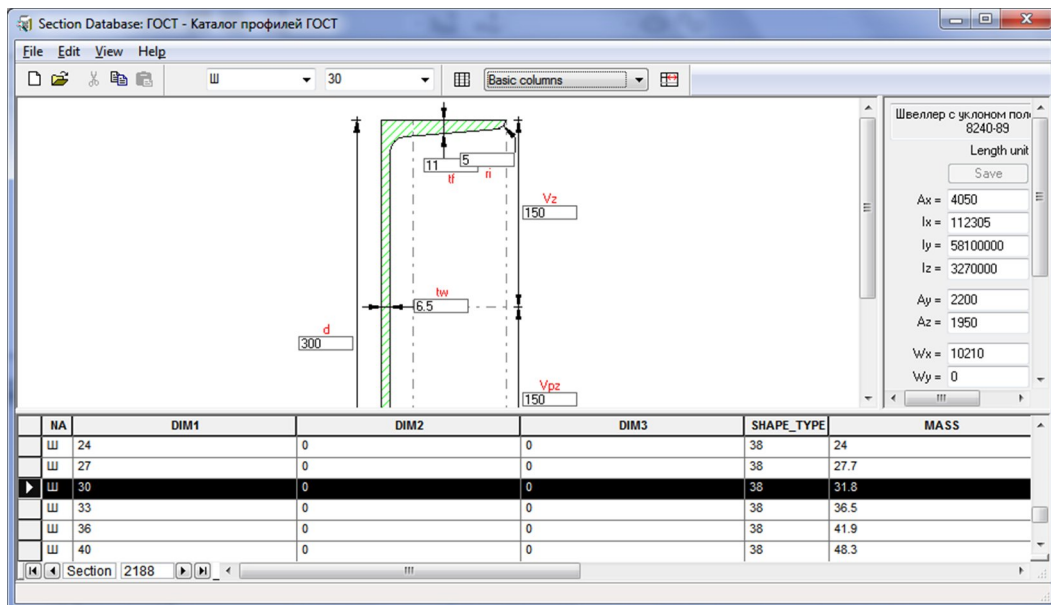 Section Database: ГОСТ - Каталог профилей ГОСТ
File Edit View Help
Ш 30 Basic columns
11 5
tf ri
Vz
150
tw
6.5
d
300
Vpz
150
Швеллер с уклоном пол
8240-89
Length unit
Save
Ax = 4050
Ix = 112305
Iy = 58100000
Iz = 3270000
Ay = 2200
Az = 1950
Wx = 10210
Wy = 0
NA DIM1 DIM2 DIM3 SHAPE_TYPE MASS
Ш 24 0 0 38 24
Ш 27 0 0 38 27.7
Ш 30 0 0 38 31.8
Ш 33 0 0 38 36.5
Ш 36 0 0 38 41.9
Ш 40 0 0 38 48.3
Section 2188